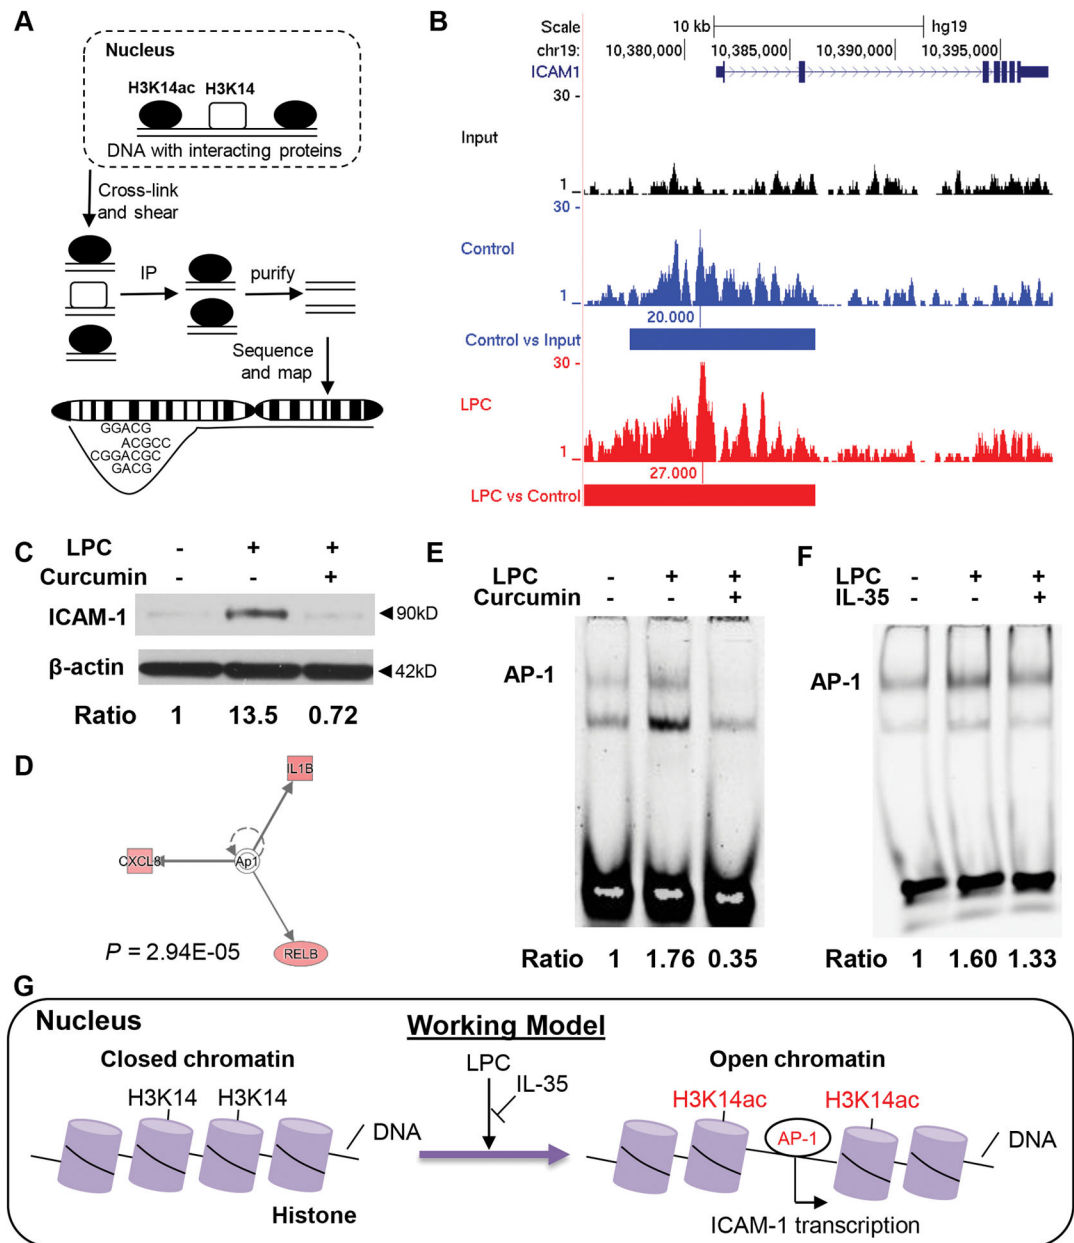 A
Nucleus
H3K14ac H3K14
DNA with interacting proteins
Cross-link
and shear
IP
purify
Sequence
and map
GGACG
ACGCC
CGGACGC
GACG
B
Scale 10 kb hg19
chr19: 10,380,000 10,385,000 10,390,000 10,395,000
ICAM1
30 -
Input
1 _
30 -
Control
1 _
20.000
Control vs Input
30 -
LPC
1 _
27.000
LPC vs Control
C
LPC - + +
Curcumin - - +
ICAM-1 90kD
β-actin 42kD
Ratio 1 13.5 0.72
D
IL1B
CXCL8
Ap1
RELB
P = 2.94E-05
E
LPC - + +
Curcumin - - +
AP-1
Ratio 1 1.76 0.35
F
LPC - + +
IL-35 - - +
AP-1
Ratio 1 1.60 1.33
G
Nucleus
Working Model
Closed chromatin
H3K14 H3K14
DNA
Histone
LPC
IL-35
Open chromatin
H3K14ac H3K14ac
AP-1
DNA
ICAM-1 transcription